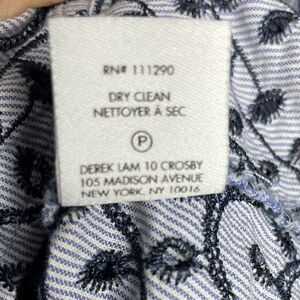 RN# 111290
DRY CLEAN
NETTOYER À SEC
P
DEREK LAM 10 CROSBY
105 MADISON AVENUE
NEW YORK, NY 10016